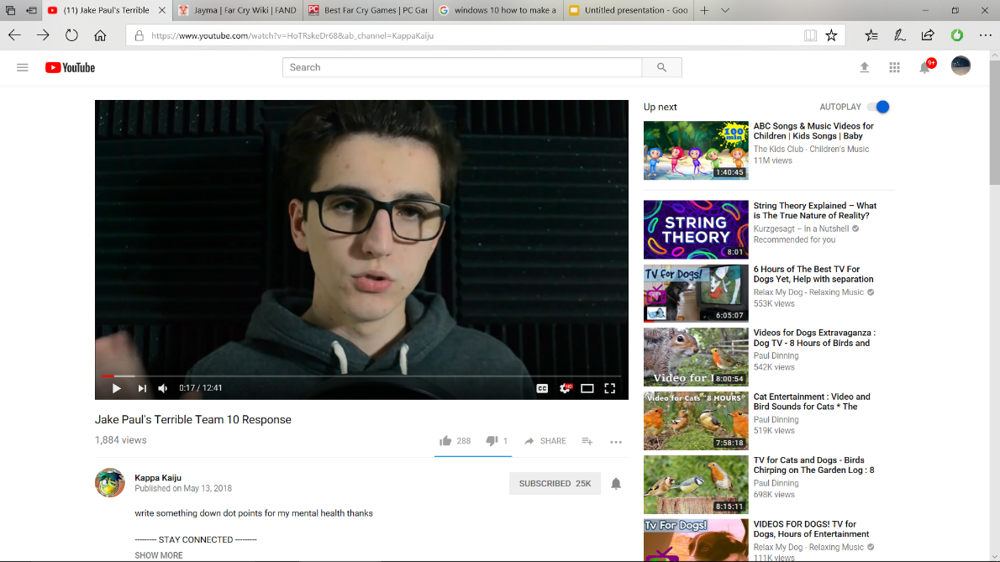 (11) Jake Paul's Terrible
Jayma | Far Cry Wiki | FAND
Best Far Cry Games | PC Gar
windows 10 how to make a
Untitled presentation - Goo
https://www.youtube.com/watch?v=HoTRskeDr68&ab_channel=KappaKaiju
YouTube
Search
9+
Up next
AUTOPLAY
ABC Songs & Music Videos for
Children | Kids Songs | Baby
The Kids Club - Children's Music
11M views
100
min
1:40:45
String Theory Explained – What
is The True Nature of Reality?
Kurzgesagt – In a Nutshell
Recommended for you
STRING
THEORY
8:01
6 Hours of The Best TV For
Dogs Yet, Help with separation
Relax My Dog - Relaxing Music
553K views
TV for Dogs!
6:05:07
Videos for Dogs Extravaganza :
Dog TV - 8 Hours of Birds and
Paul Dinning
542K views
Video for
8:00:54
Cat Entertainment : Video and
Bird Sounds for Cats * The
Paul Dinning
519K views
Video for Cats "8 HOURS"
7:58:18
TV for Cats and Dogs - Birds
Chirping on The Garden Log : 8
Paul Dinning
698K views
8:15:11
VIDEOS FOR DOGS! TV for
Dogs, Hours of Entertainment
Relax My Dog - Relaxing Music
111K views
Tv For Dogs!
0:17 / 12:41
CC
HD
Jake Paul's Terrible Team 10 Response
1,884 views
288
1
SHARE
Kappa Kaiju
Published on May 13, 2018
SUBSCRIBED 25K
write something down dot points for my mental health thanks
--------- STAY CONNECTED ---------
SHOW MORE